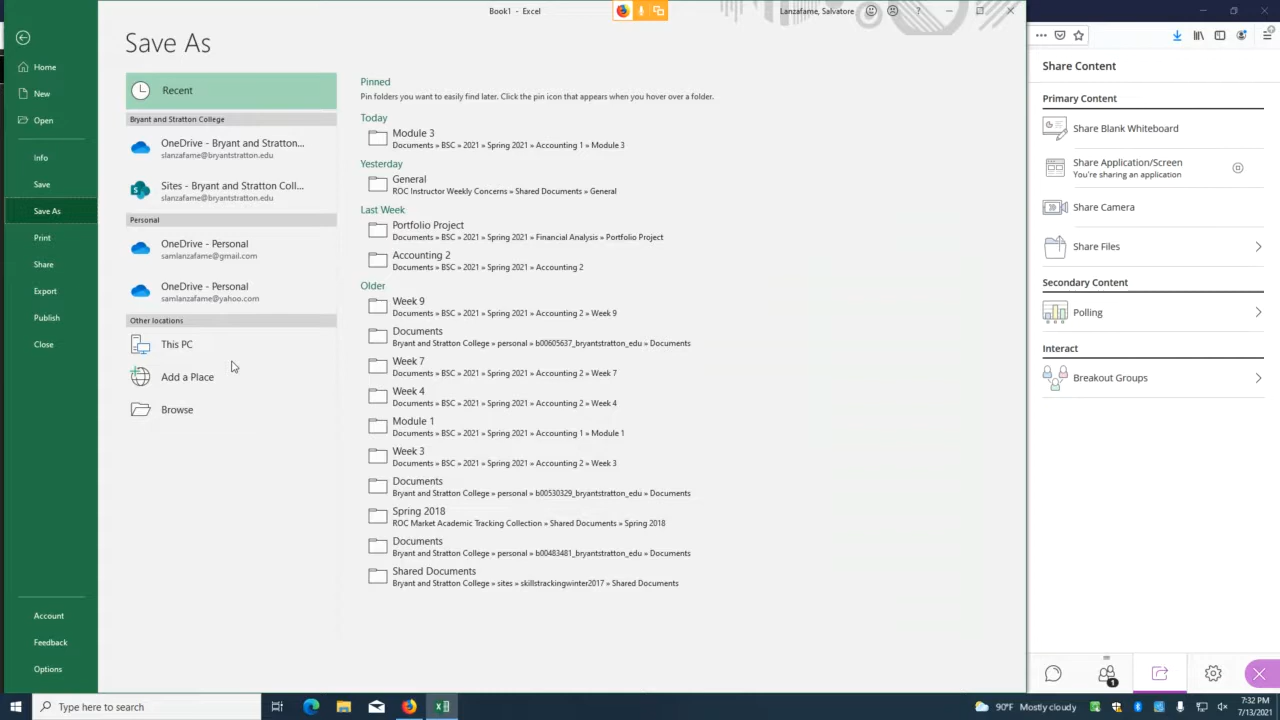 Book1 - Excel
Lanzafame, Salvatore
?
Save As
Home
New
Open
Info
Save
Save As
Print
Share
Export
Publish
Close
Account
Feedback
Options
Recent
Bryant and Stratton College
OneDrive - Bryant and Stratton...
slanzafame@bryantstratton.edu
Sites - Bryant and Stratton Coll...
slanzafame@bryantstratton.edu
Personal
OneDrive - Personal
samlanzafame@gmail.com
OneDrive - Personal
samlanzafame@yahoo.com
Other locations
This PC
Add a Place
Browse
Pinned
Pin folders you want to easily find later. Click the pin icon that appears when you hover over a folder.
Today
Module 3
Documents » BSC » 2021 » Spring 2021 » Accounting 1 » Module 3
Yesterday
General
ROC Instructor Weekly Concerns » Shared Documents » General
Last Week
Portfolio Project
Documents » BSC » 2021 » Spring 2021 » Financial Analysis » Portfolio Project
Accounting 2
Documents » BSC » 2021 » Spring 2021 » Accounting 2
Older
Week 9
Documents » BSC » 2021 » Spring 2021 » Accounting 2 » Week 9
Documents
Bryant and Stratton College » personal » b00605637_bryantstratton_edu » Documents
Week 7
Documents » BSC » 2021 » Spring 2021 » Accounting 2 » Week 7
Week 4
Documents » BSC » 2021 » Spring 2021 » Accounting 2 » Week 4
Module 1
Documents » BSC » 2021 » Spring 2021 » Accounting 1 » Module 1
Week 3
Documents » BSC » 2021 » Spring 2021 » Accounting 2 » Week 3
Documents
Bryant and Stratton College » personal » b00530329_bryantstratton_edu » Documents
Spring 2018
ROC Market Academic Tracking Collection » Shared Documents » Spring 2018
Documents
Bryant and Stratton College » personal » b00483481_bryantstratton_edu » Documents
Shared Documents
Bryant and Stratton College » sites » skillstrackingwinter2017 » Shared Documents
Share Content
Primary Content
Share Blank Whiteboard
Share Application/Screen
You're sharing an application
Share Camera
Share Files
Secondary Content
Polling
Interact
Breakout Groups
1
Type here to search
90°F Mostly cloudy
7:32 PM
7/13/2021